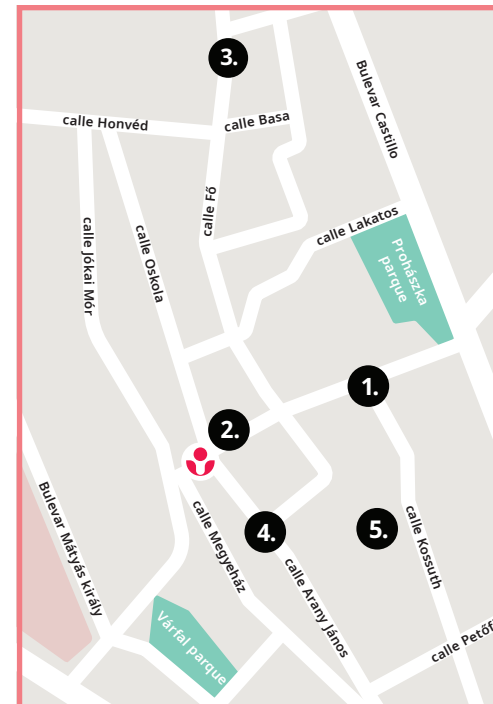 3.
Bulevar Castillo
calle Honvéd
calle Basa
calle Fő
calle Lakatos
calle Jókai Mór
calle Oskola
Prohászka
parque
1.
2.
4.
5.
Bulevar Mátyás király
calle Megyeház
calle Kossuth
calle Arany János
Várfal parque
calle Petőf